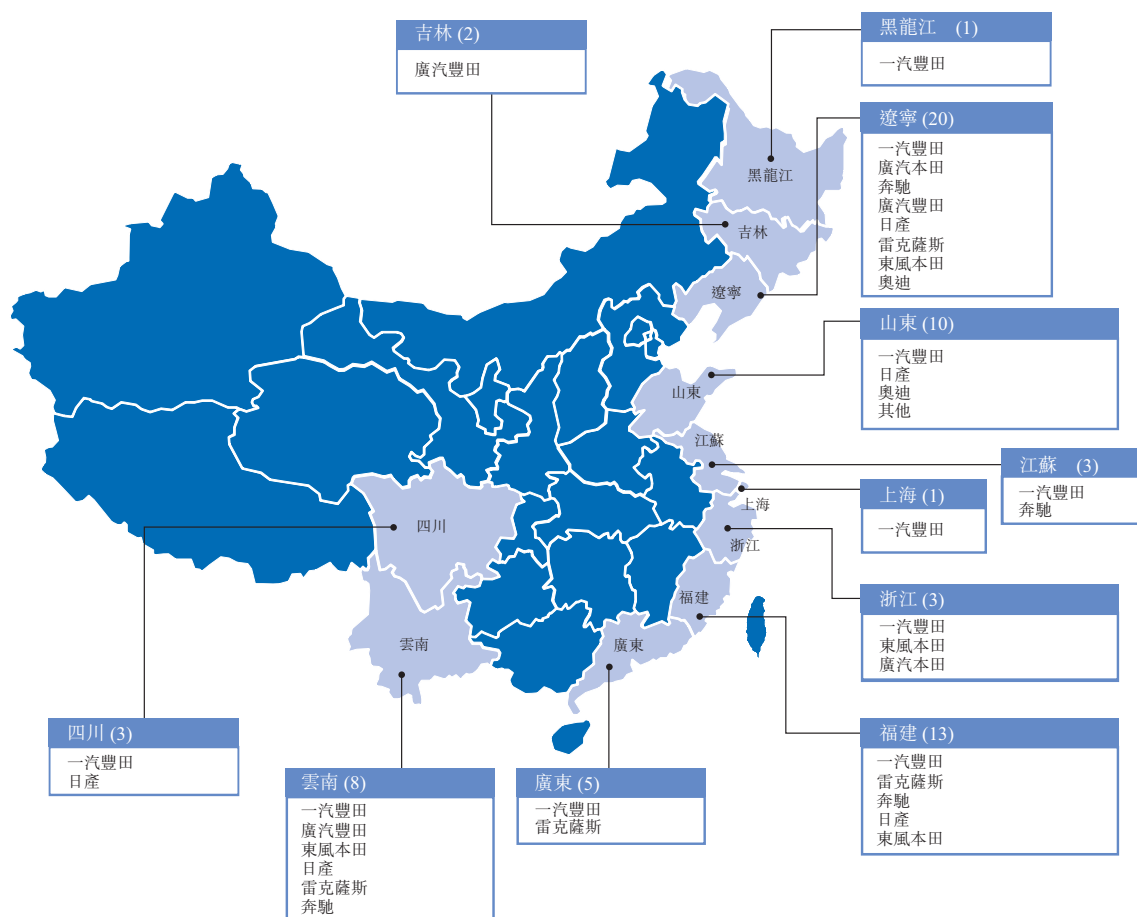 吉林 (2)
廣汽豐田
黑龍江 (1)
一汽豐田
遼寧 (20)
一汽豐田
廣汽本田
奔馳
廣汽豐田
日產
雷克薩斯
東風本田
奧迪
山東 (10)
一汽豐田
日產
奧迪
其他
江蘇 (3)
一汽豐田
奔馳
上海 (1)
一汽豐田
浙江 (3)
一汽豐田
東風本田
廣汽本田
福建 (13)
一汽豐田
雷克薩斯
奔馳
日產
東風本田
四川 (3)
一汽豐田
日產
雲南 (8)
一汽豐田
廣汽豐田
東風本田
日產
雷克薩斯
奔馳
廣東 (5)
一汽豐田
雷克薩斯
黑龍江
吉林
遼寧
山東
江蘇
上海
浙江
四川
福建
雲南
廣東